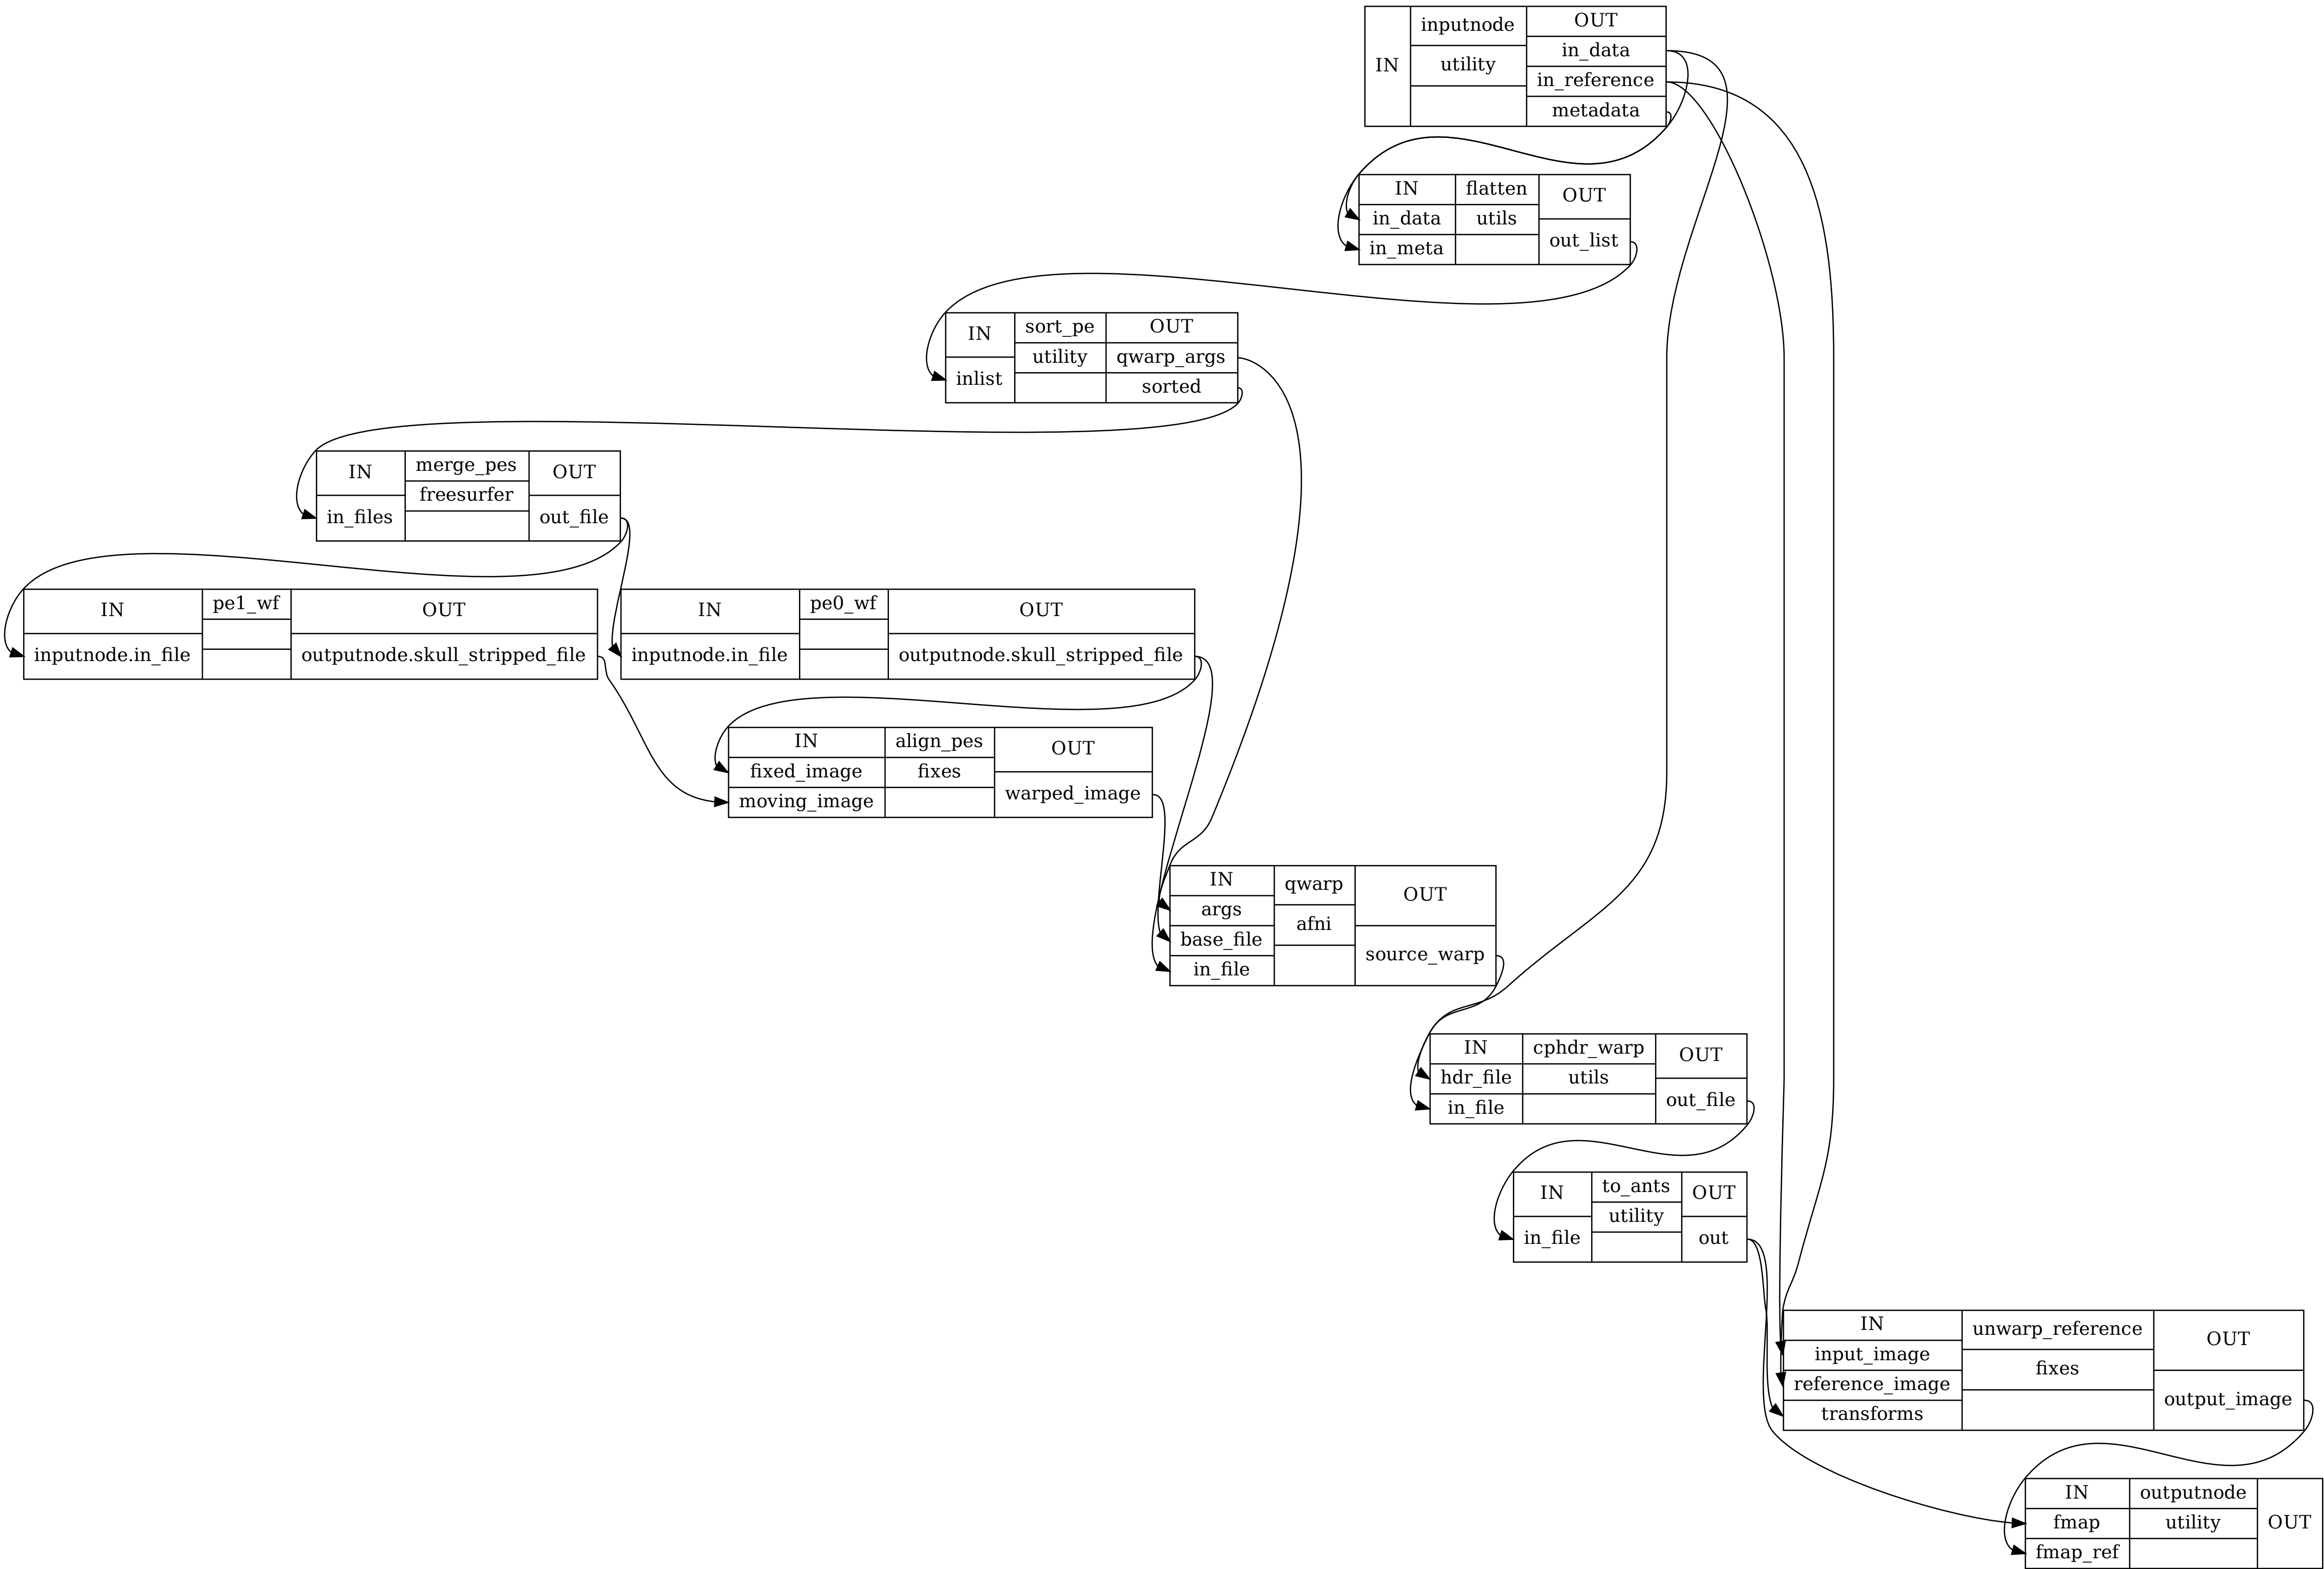 IN
inputnode
utility
OUT
in_data
in_reference
metadata
IN
in_data
in_meta
flatten
utils
OUT
out_list
IN
inlist
sort_pe
utility
OUT
qwarp_args
sorted
IN
in_files
merge_pes
freesurfer
OUT
out_file
IN
inputnode.in_file
pe1_wf
OUT
outputnode.skull_stripped_file
IN
inputnode.in_file
pe0_wf
OUT
outputnode.skull_stripped_file
IN
fixed_image
moving_image
align_pes
fixes
OUT
warped_image
IN
args
base_file
in_file
qwarp
afni
OUT
source_warp
IN
hdr_file
in_file
cphdr_warp
utils
OUT
out_file
IN
in_file
to_ants
utility
OUT
out
IN
input_image
reference_image
transforms
unwarp_reference
fixes
OUT
output_image
IN
fmap
fmap_ref
outputnode
utility
OUT